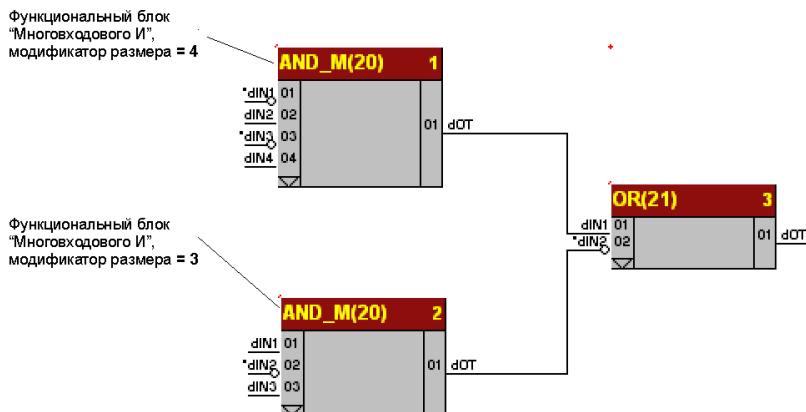 Функциональный блок
“Многовходового И”,
модификатор размера = 4
AND_M(20) 1
*dIN1 01
dIN2 02
*dIN3 03
dIN4 04
01 dOT
OR(21) 3
dIN1 01
*dIN2 02
01 dOT
Функциональный блок
“Многовходового И”,
модификатор размера = 3
AND_M(20) 2
dIN1 01
*dIN2 02
dIN3 03
01 dOT